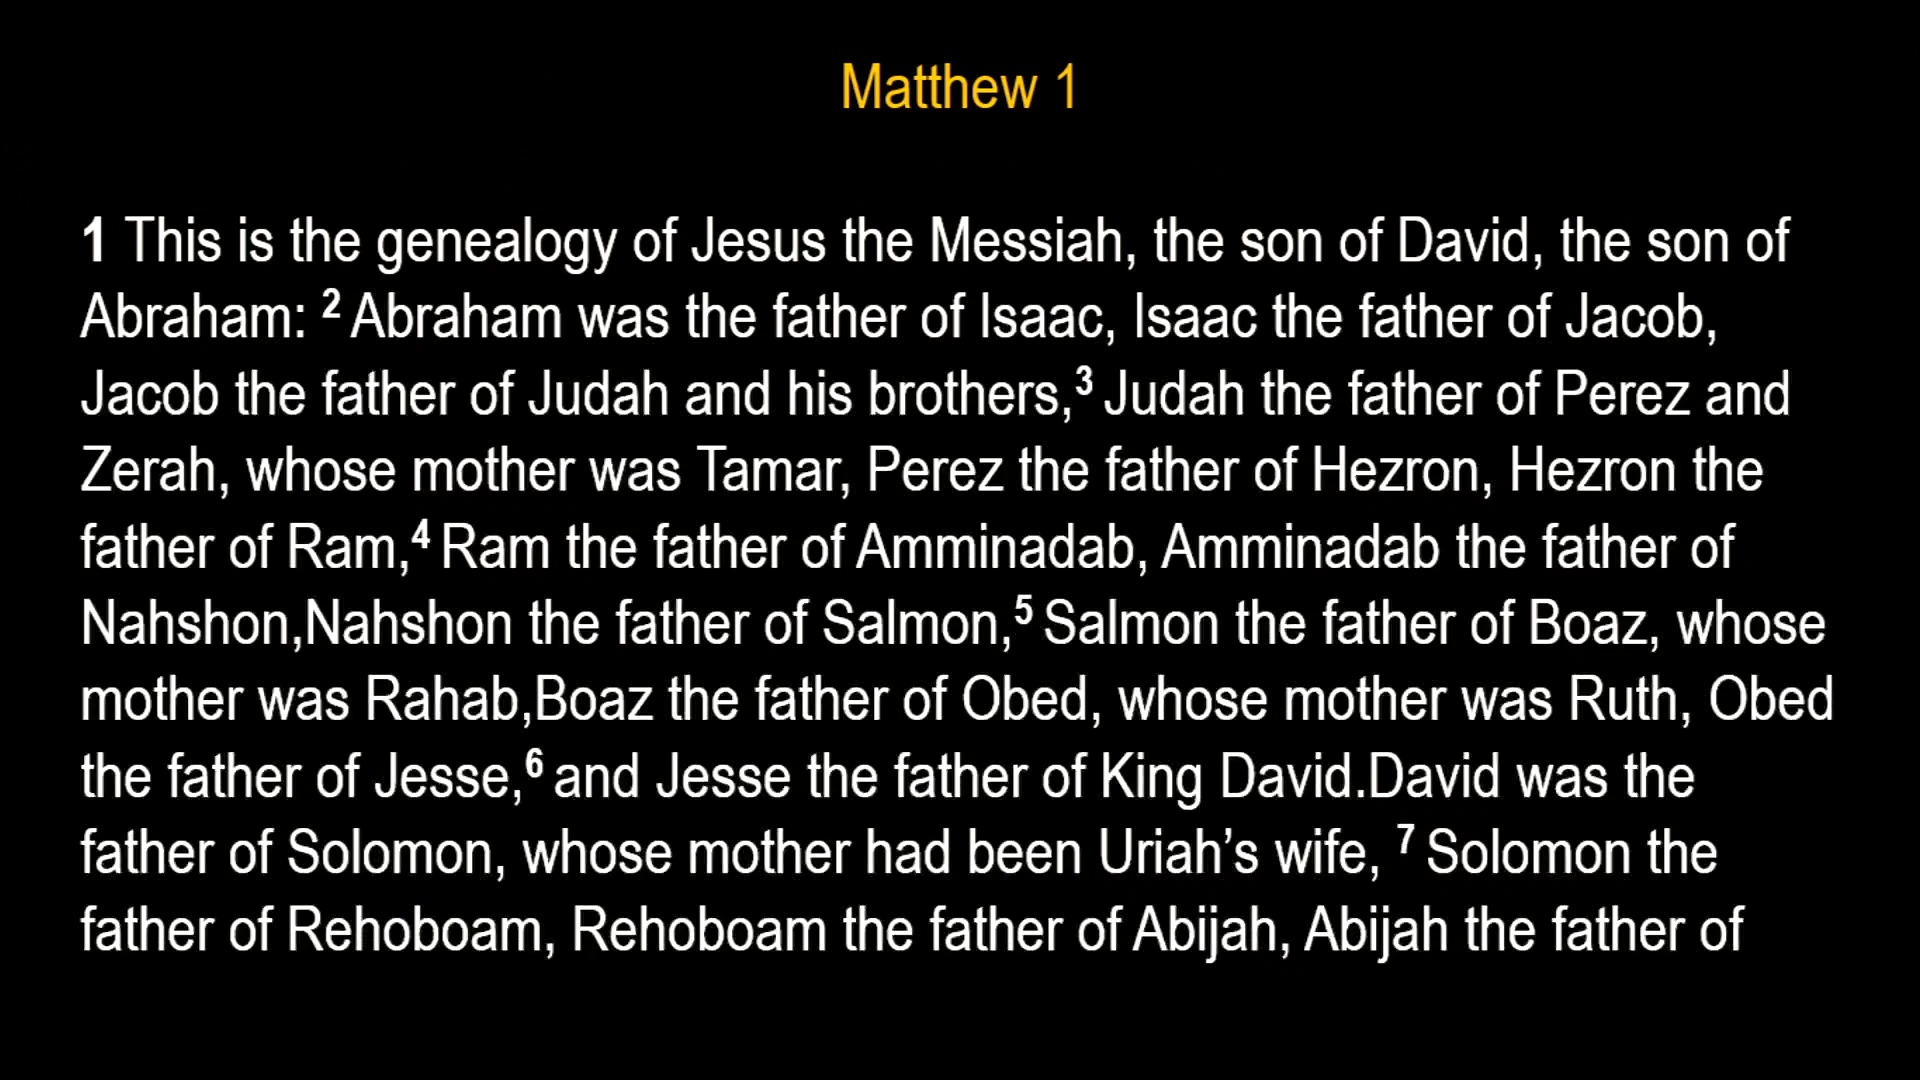 Matthew 1
1 This is the genealogy of Jesus the Messiah, the son of David, the son of
Abraham: 2 Abraham was the father of Isaac, Isaac the father of Jacob,
Jacob the father of Judah and his brothers,3 Judah the father of Perez and
Zerah, whose mother was Tamar, Perez the father of Hezron, Hezron the
father of Ram,4 Ram the father of Amminadab, Amminadab the father of
Nahshon,Nahshon the father of Salmon,5 Salmon the father of Boaz, whose
mother was Rahab,Boaz the father of Obed, whose mother was Ruth, Obed
the father of Jesse,6 and Jesse the father of King David.David was the
father of Solomon, whose mother had been Uriah’s wife, 7 Solomon the
father of Rehoboam, Rehoboam the father of Abijah, Abijah the father of